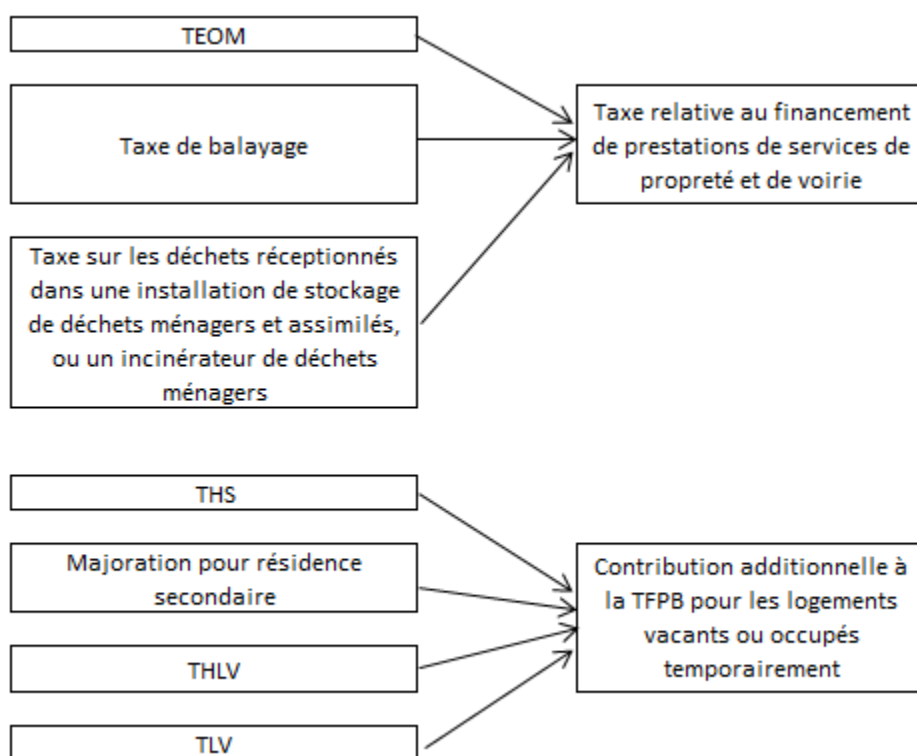 TEOM
Taxe de balayage
Taxe relative au financement
de prestations de services de
propreté et de voirie
Taxe sur les déchets réceptionnés
dans une installation de stockage
de déchets ménagers et assimilés,
ou un incinérateur de déchets
ménagers
THS
Majoration pour résidence
secondaire
THLV
TLV
Contribution additionnelle à
la TFPB pour les logements
vacants ou occupés
temporairement